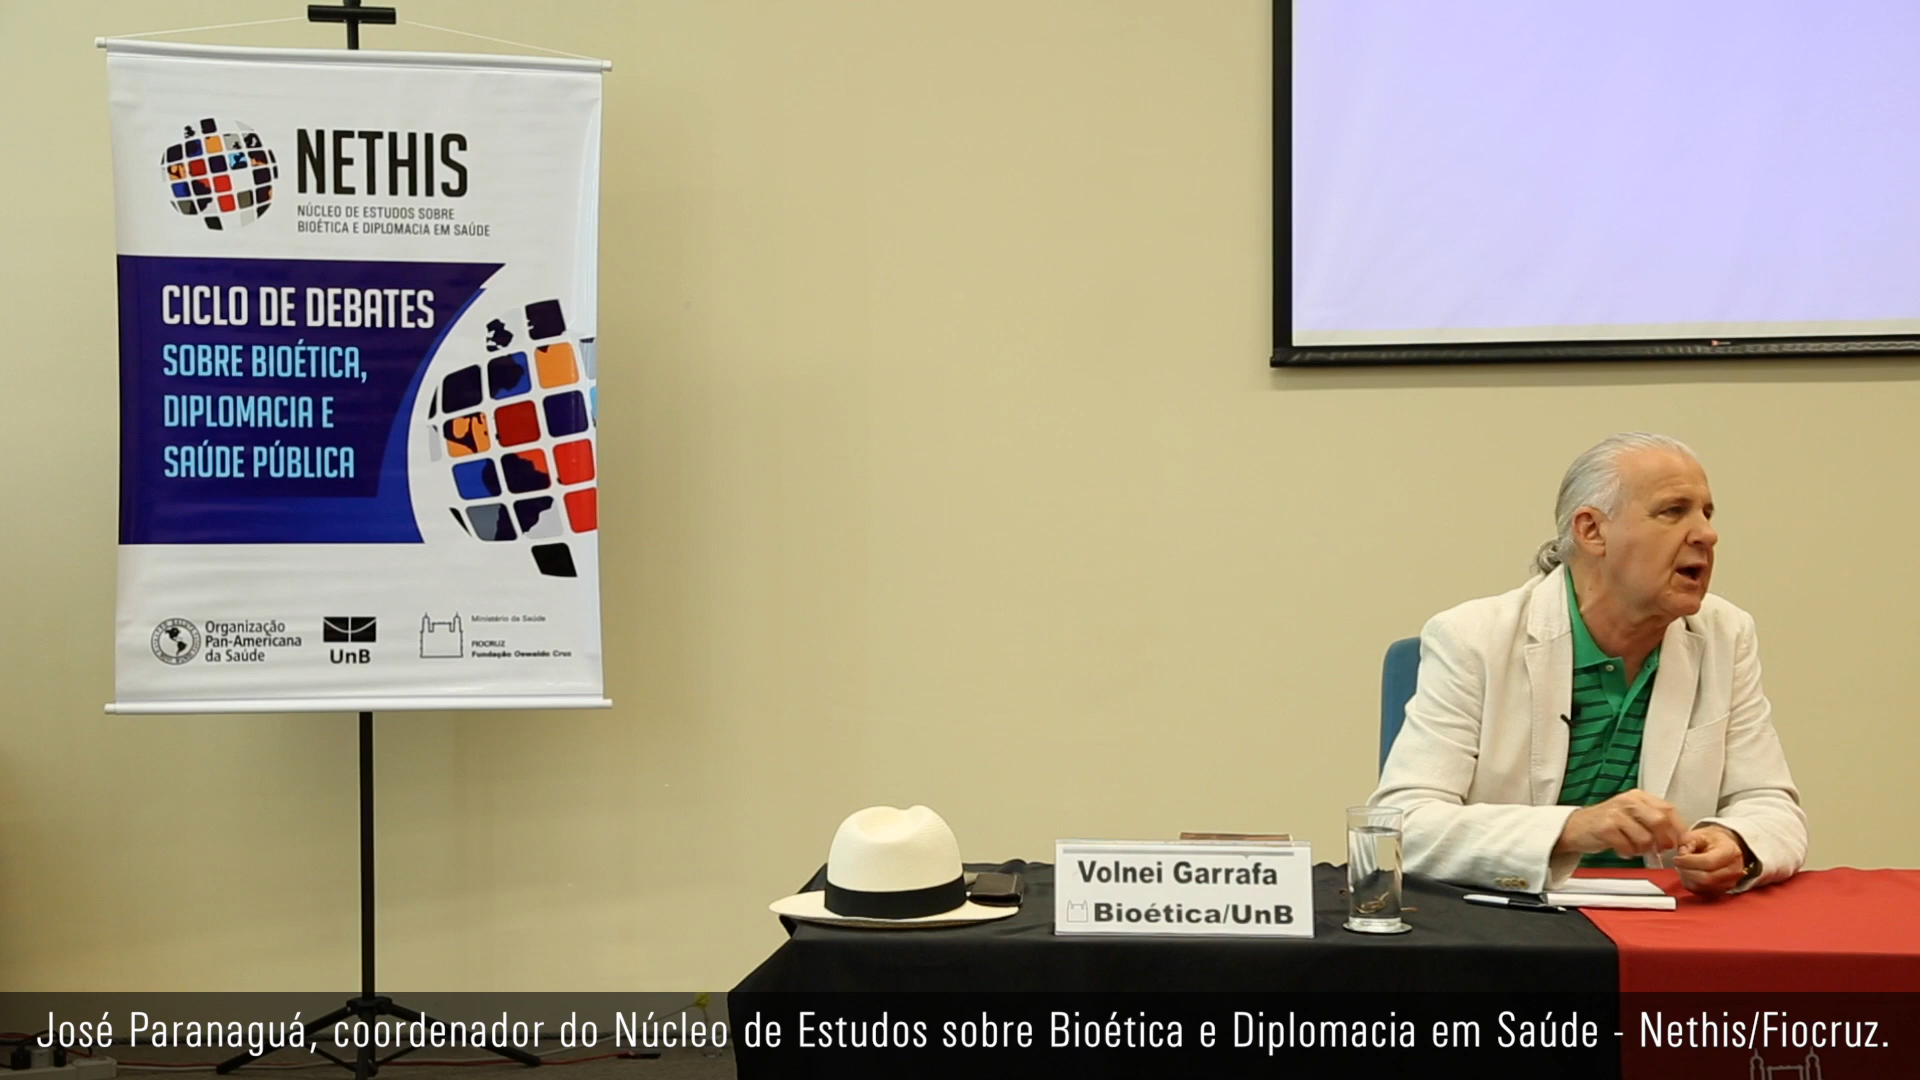 NETHIS
NÚCLEO DE ESTUDOS SOBRE
BIOÉTICA E DIPLOMACIA EM SAÚDE
CICLO DE DEBATES
SOBRE BIOÉTICA,
DIPLOMACIA E
SAÚDE PÚBLICA
Organização
Pan-Americana
da Saúde
UnB
Ministério da Saúde
FIOCRUZ
Fundação Oswaldo Cruz
Volnei Garrafa
Bioética/UnB
José Paranaguá, coordenador do Núcleo de Estudos sobre Bioética e Diplomacia em Saúde - Nethis/Fiocruz.